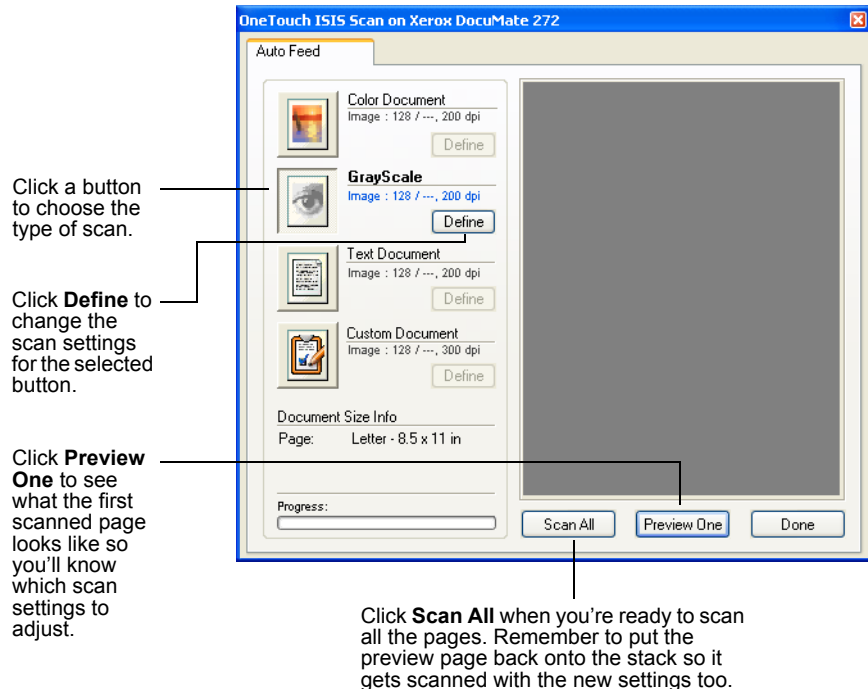 OneTouch ISIS Scan on Xerox DocuMate 272
Auto Feed
Color Document
Image : 128 / ---, 200 dpi
Define
GrayScale
Image : 128 / ---, 200 dpi
Define
Text Document
Image : 128 / ---, 200 dpi
Define
Custom Document
Image : 128 / ---, 300 dpi
Define
Document Size Info
Page: Letter - 8.5 x 11 in
Progress:
Scan All
Preview One
Done
Click a button
to choose the
type of scan.
Click Define to
change the
scan settings
for the selected
button.
Click Preview
One to see
what the first
scanned page
looks like so
you'll know
which scan
settings to
adjust.
Click Scan All when you're ready to scan
all the pages. Remember to put the
preview page back onto the stack so it
gets scanned with the new settings too.